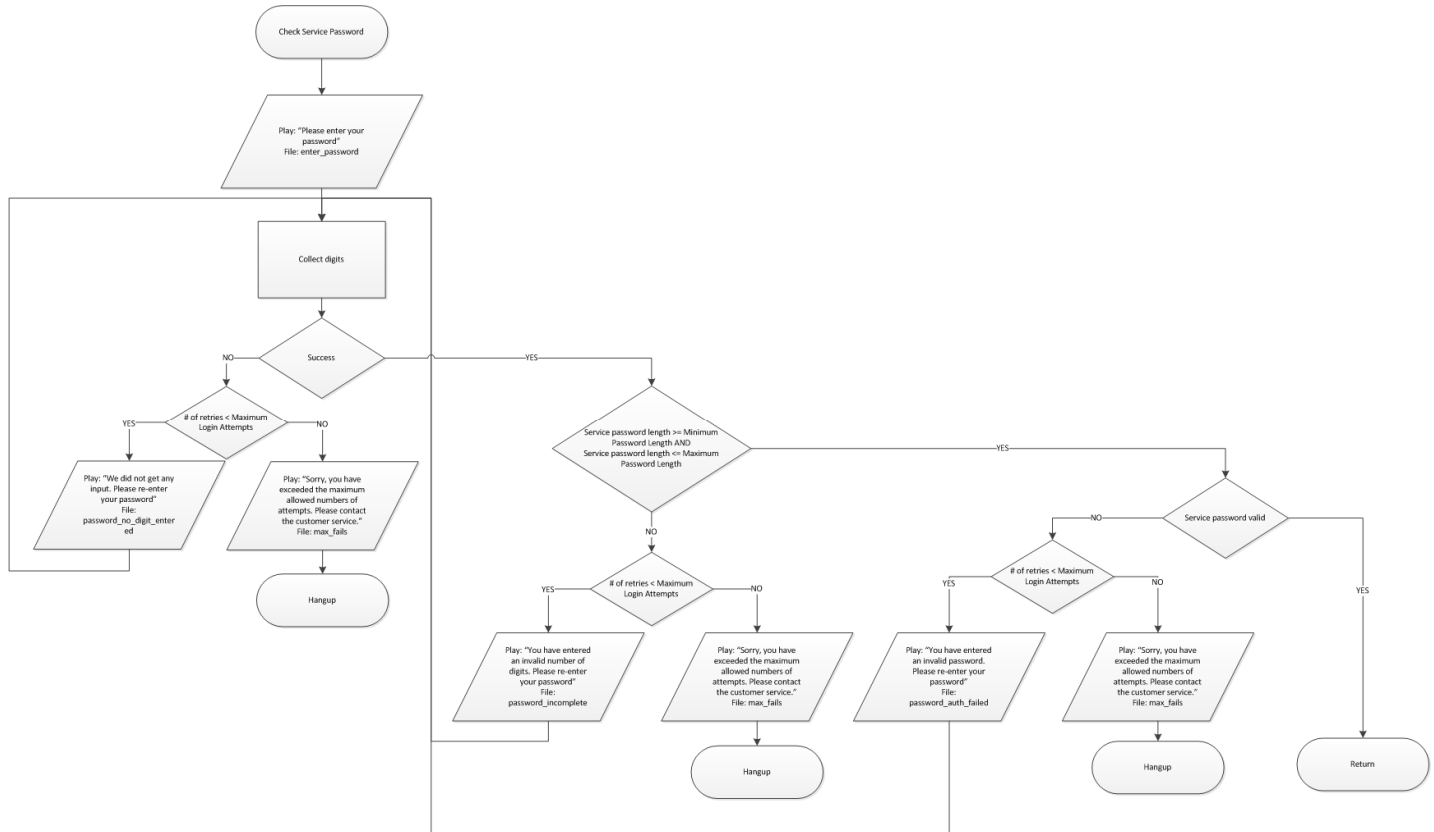 Check Service Password
Play: “Please enter your
password”
File: enter_password
Collect digits
Success
NO
YES
# of retries < Maximum
Login Attempts
YES
NO
Play: “We did not get any
input. Please re-enter
your password”
File:
password_no_digit_enter
ed
Play: “Sorry, you have
exceeded the maximum
allowed numbers of
attempts. Please contact
the customer service.”
File: max_fails
Hangup
Service password length >= Minimum
Password Length AND
Service password length <= Maximum
Password Length
YES
NO
# of retries < Maximum
Login Attempts
YES
NO
Play: “You have entered
an invalid number of
digits. Please re-enter
your password”
File:
password_incomplete
Play: “Sorry, you have
exceeded the maximum
allowed numbers of
attempts. Please contact
the customer service.”
File: max_fails
Hangup
Service password valid
NO
YES
# of retries < Maximum
Login Attempts
YES
NO
Play: “You have entered
an invalid password.
Please re-enter your
password”
File:
password_auth_failed
Play: “Sorry, you have
exceeded the maximum
allowed numbers of
attempts. Please contact
the customer service.”
File: max_fails
Hangup
Return